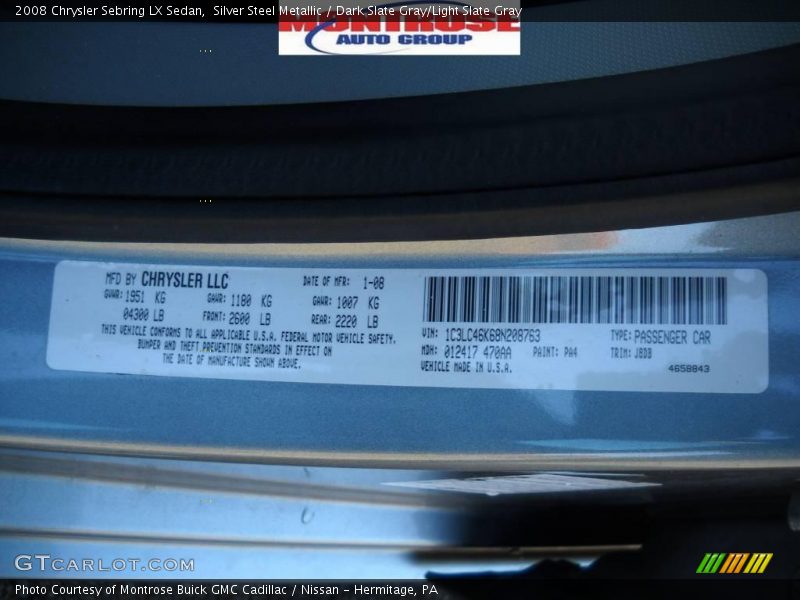 2008 Chrysler Sebring LX Sedan,  Silver Steel Metallic / Dark Slate Gray/Light Slate Gray
MONTROSE
AUTO GROUP
MFD BY CHRYSLER LLC
DATE OF MFR: 1-08
GVWR: 1951 KG
GAWR: 1180 KG
GAWR: 1007 KG
04300 LB
FRONT: 2600 LB
REAR: 2220 LB
THIS VEHICLE CONFORMS TO ALL APPLICABLE U.S.A. FEDERAL MOTOR VEHICLE SAFETY,
BUMPER AND THEFT PREVENTION STANDARDS IN EFFECT ON
THE DATE OF MANUFACTURE SHOWN ABOVE.
VIN: 1C3LC46K68N208763
TYPE: PASSENGER CAR
MDH: 012417 470AA
PAINT: PA4
TRIM: J8D8
VEHICLE MADE IN U.S.A.
4658843
GTCARLOT.COM
Photo Courtesy of Montrose Buick GMC Cadillac / Nissan - Hermitage, PA